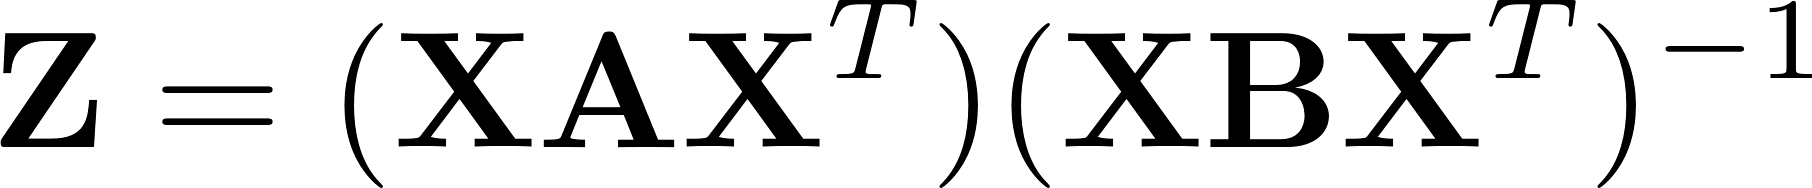 Z = (XAX^T)(XBX^T)^{-1}